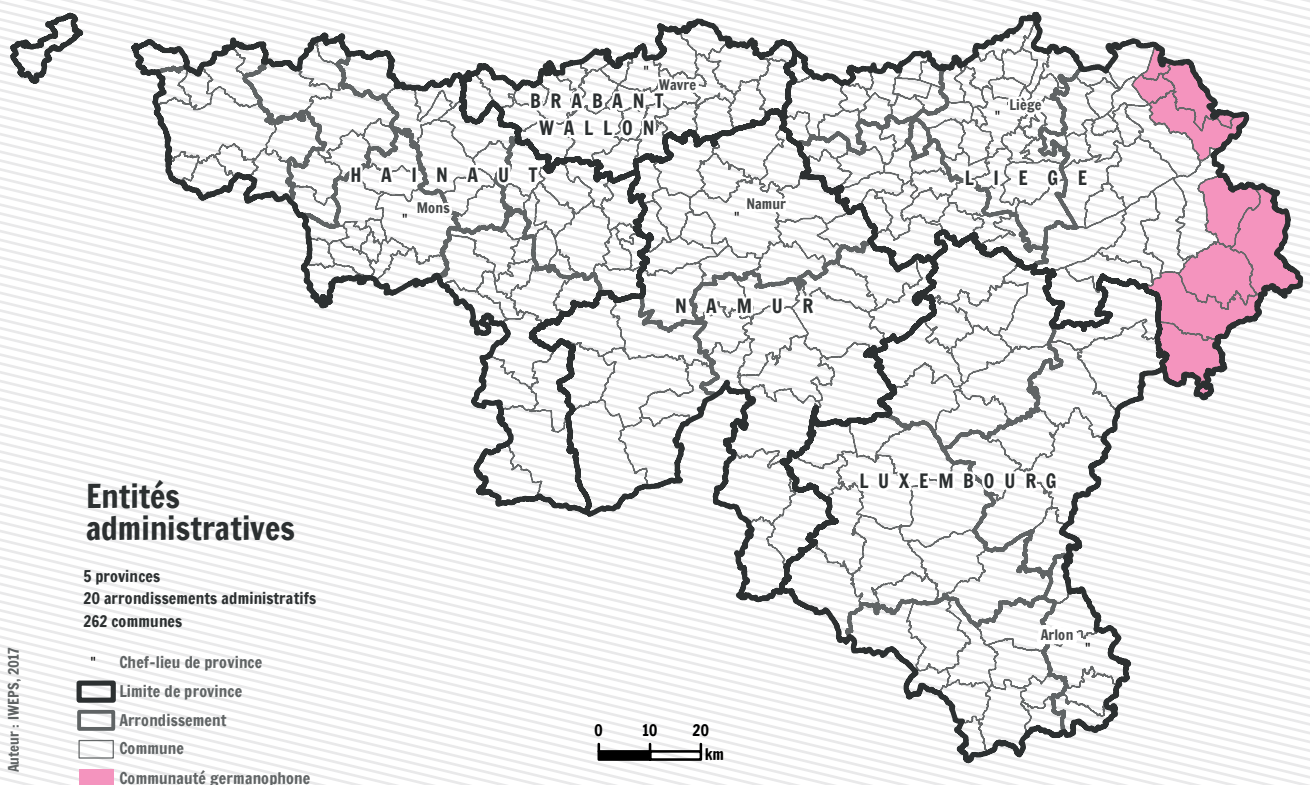 Wavre
BRABANT
WALLON
Liège
HAINAUT
LIEGE
Mons
Namur
NAMUR
LUXEMBOURG
Arlon
Entités
administratives
5 provinces
20 arrondissements administratifs
262 communes
" Chef-lieu de province
Limite de province
Arrondissement
Commune
Communauté germanophone
0 10 20
km
Auteur : IWEPS, 2017